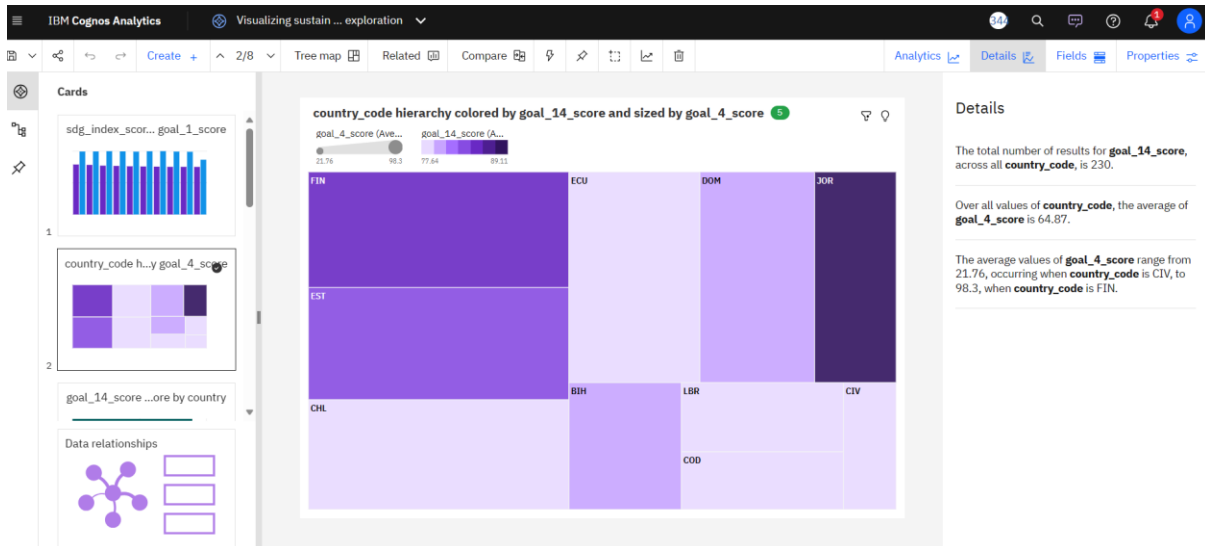 IBM Cognos Analytics
Visualizing sustain ... exploration
344
1
Create +
2/8
Tree map
Related
Compare
Analytics
Details
Fields
Properties
Cards
sdg_index_scor... goal_1_score
1
country_code h...y goal_4_score
2
goal_14_score ...ore by country
Data relationships
country_code hierarchy colored by goal_14_score and sized by goal_4_score 5
goal_4_score (Ave...
goal_14_score (A...
21.76
98.3
77.64
89.11
FIN
ECU
DOM
JOR
EST
CHL
BIH
LBR
CIV
COD
Details
The total number of results for goal_14_score,
across all country_code, is 230.
Over all values of country_code, the average of
goal_4_score is 64.87.
The average values of goal_4_score range from
21.76, occurring when country_code is CIV, to
98.3, when country_code is FIN.